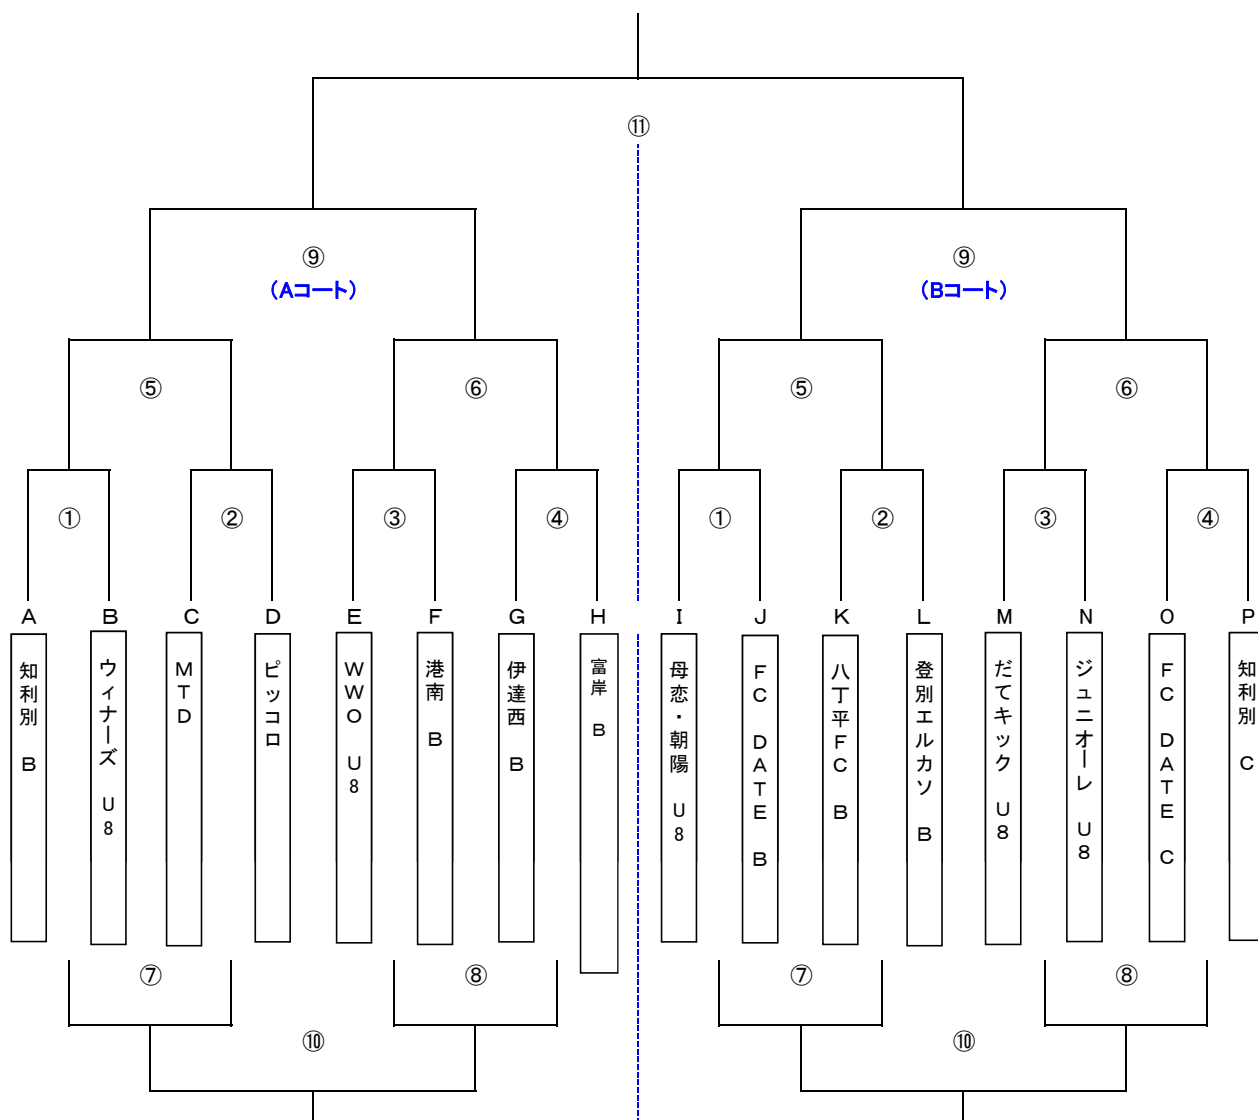 ⑪
⑨ ⑨
(Aコート) (Bコート)
⑤ ⑥ ⑤ ⑥
① ② ③ ④ ① ② ③ ④
A B C D E F G H I J K L M N O P
知利別 B
ウィナーズ U8
MTD
ピッコロ
WWO U8
港南 B
伊達西 B
富岸 B
母恋・朝陽 U8
FC DATE B
八丁平FC B
登別エルカソ B
だてキック U8
ジュニオーレ U8
FC DATE C
知利別 C
⑦ ⑧ ⑦ ⑧
⑩ ⑩